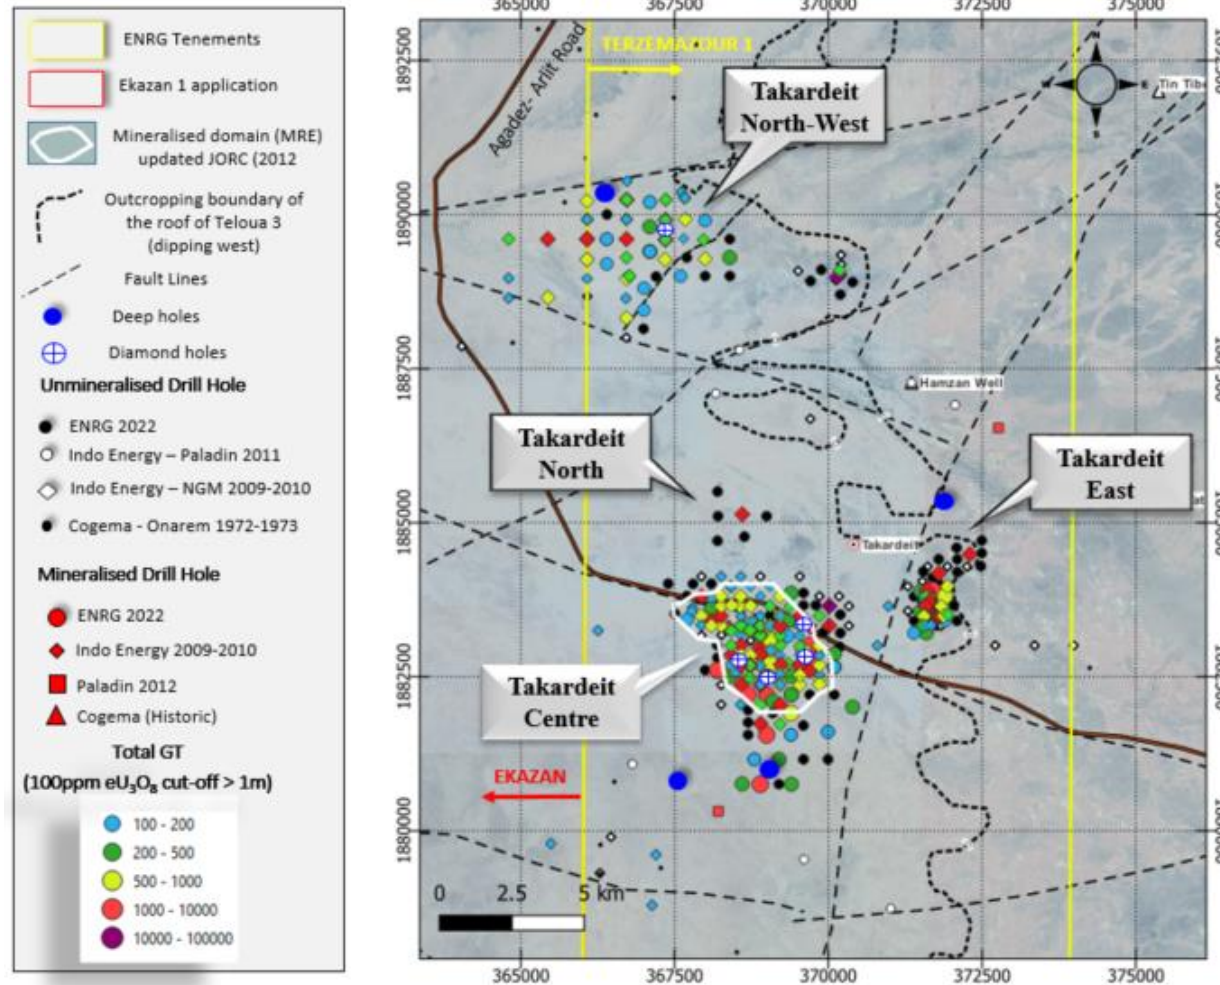 ENRG Tenements
Ekazan 1 application
Mineralised domain (MRE)
updated JORC (2012
Outcropping boundary of
the roof of Teloua 3
(dipping west)
Fault Lines
Deep holes
Diamond holes
Unmineralised Drill Hole
ENRG 2022
Indo Energy – Paladin 2011
Indo Energy – NGM 2009-2010
Cogema - Onarem 1972-1973
Mineralised Drill Hole
ENRG 2022
Indo Energy 2009-2010
Paladin 2012
Cogema (Historic)
Total GT
(100ppm eU₃O₈ cut-off > 1m)
100 - 200
200 - 500
500 - 1000
1000 - 10000
10000 - 100000
365000 367500 370000 372500 375000
1892500
1890000
1887500
1885000
1882500
1880000
TERZEMAZOUR 1
Agadez- Arlit Road
N
E
S
Tin Tib
Takardeit
North-West
Hamzan Well
Takardeit
North
Takardeit
East
Takardeit
Takardeit
Centre
EKAZAN
0 2.5 5 km
365000 367500 370000 372500 375000